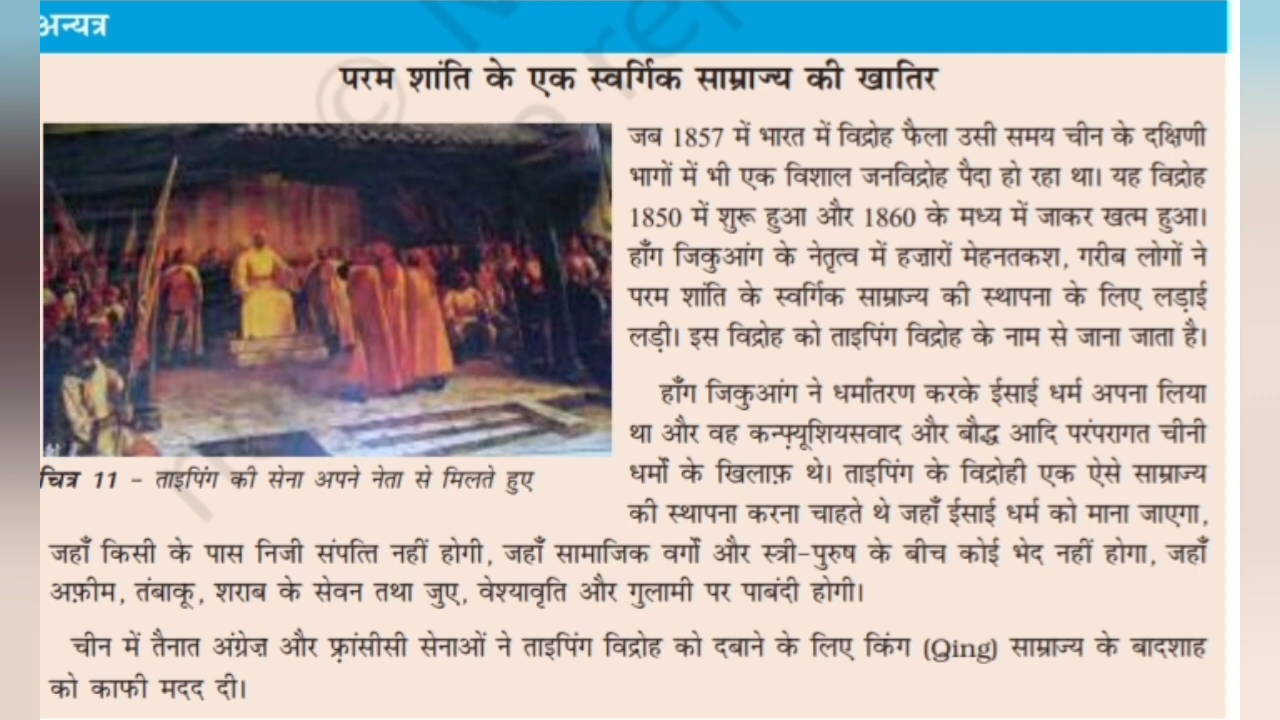 अन्यत्र
परम शांति के एक स्वर्गिक साम्राज्य की खातिर
जब 1857 में भारत में विद्रोह फैला उसी समय चीन के दक्षिणी
भागों में भी एक विशाल जनविद्रोह पैदा हो रहा था। यह विद्रोह
1850 में शुरू हुआ और 1860 के मध्य में जाकर खत्म हुआ।
हाँग जिकुआंग के नेतृत्व में हज़ारों मेहनतकश, गरीब लोगों ने
परम शांति के स्वर्गिक साम्राज्य की स्थापना के लिए लड़ाई
लड़ी। इस विद्रोह को ताइपिंग विद्रोह के नाम से जाना जाता है।
हाँग जिकुआंग ने धर्मांतरण करके ईसाई धर्म अपना लिया
था और वह कन्फ़्यूशियसवाद और बौद्ध आदि परंपरागत चीनी
धर्मों के खिलाफ़ थे। ताइपिंग के विद्रोही एक ऐसे साम्राज्य
की स्थापना करना चाहते थे जहाँ ईसाई धर्म को माना जाएगा,
चित्र 11 – ताइपिंग की सेना अपने नेता से मिलते हुए
जहाँ किसी के पास निजी संपत्ति नहीं होगी, जहाँ सामाजिक वर्गों और स्त्री-पुरुष के बीच कोई भेद नहीं होगा, जहाँ
अफ़ीम, तंबाकू, शराब के सेवन तथा जुए, वेश्यावृति और गुलामी पर पाबंदी होगी।
चीन में तैनात अंग्रेज़ और फ़्रांसीसी सेनाओं ने ताइपिंग विद्रोह को दबाने के लिए किंग (Qing) साम्राज्य के बादशाह
को काफी मदद दी।